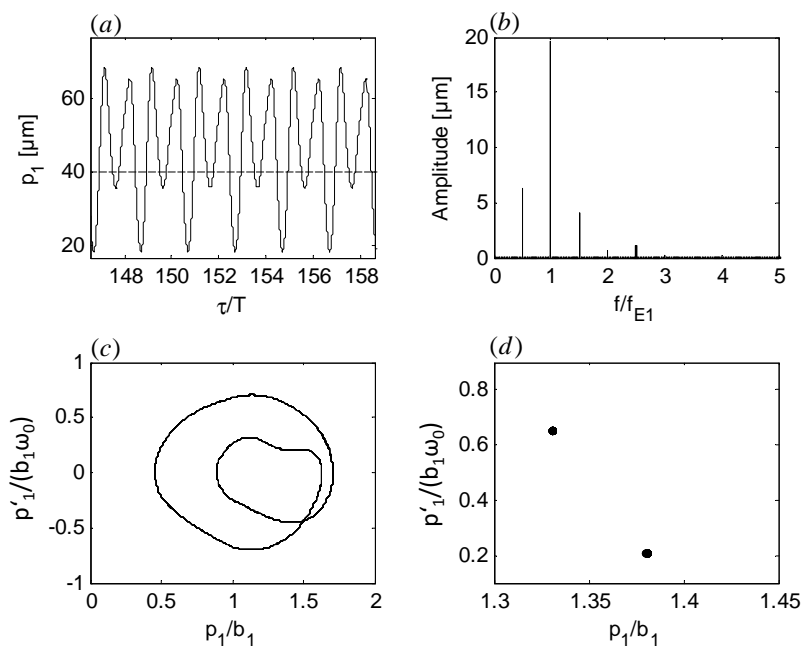 (a)
p₁ [µm]
60
40
20
148 150 152 154 156 158
τ/T
(b)
Amplitude [µm]
20
15
10
5
0
0 1 2 3 4 5
f/f_E1
(c)
p'₁/(b₁ω₀)
1
0.5
0
-0.5
-1
0 0.5 1 1.5 2
p₁/b₁
(d)
p'₁/(b₁ω₀)
0.8
0.6
0.4
0.2
1.3 1.35 1.4 1.45
p₁/b₁